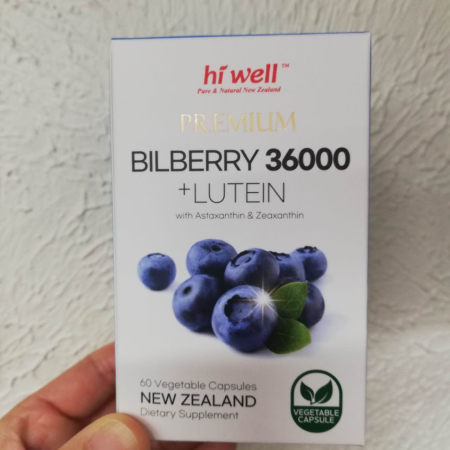 hi well™
Pure & Natural New Zealand
PREMIUM
BILBERRY 36000
+LUTEIN
with Astaxanthin & Zeaxanthin
60 Vegetable Capsules
NEW ZEALAND
Dietary Supplement
VEGETABLE
CAPSULE